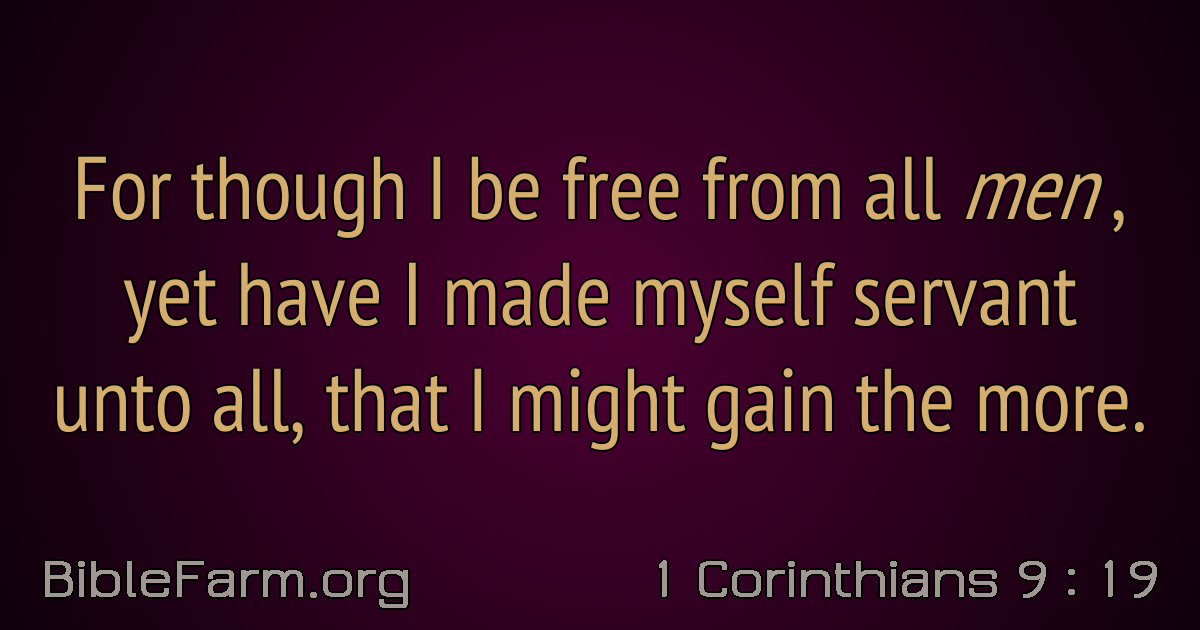 For though I be free from all men ,
yet have I made myself servant
unto all, that I might gain the more.
BibleFarm.org
1 Corinthians 9 : 19